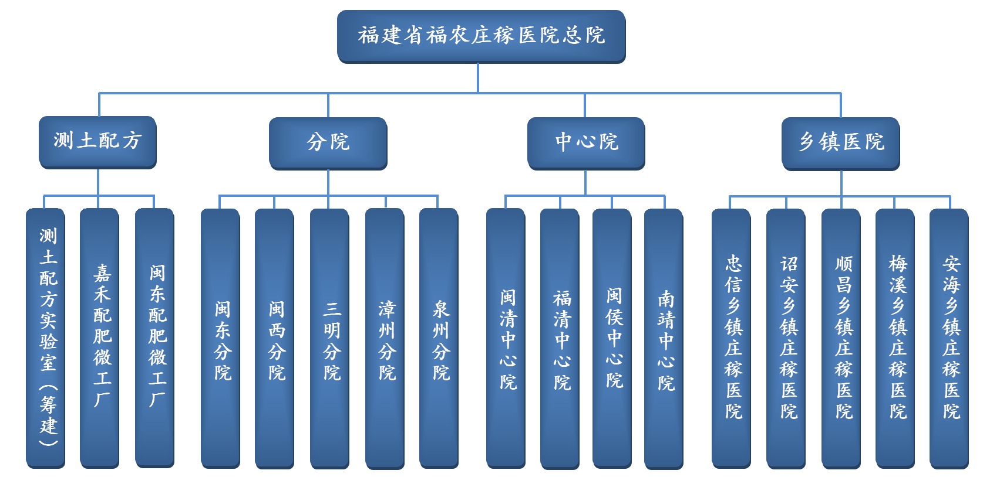 福建省福农庄稼医院总院
测土配方
分院
中心院
乡镇医院
测土配方实验室（筹建）
嘉禾配肥微工厂
闽东配肥微工厂
闽东分院
闽西分院
三明分院
漳州分院
泉州分院
闽清中心院
福清中心院
闽侯中心院
南靖中心院
忠信乡镇庄稼医院
诏安乡镇庄稼医院
顺昌乡镇庄稼医院
梅溪乡镇庄稼医院
安海乡镇庄稼医院